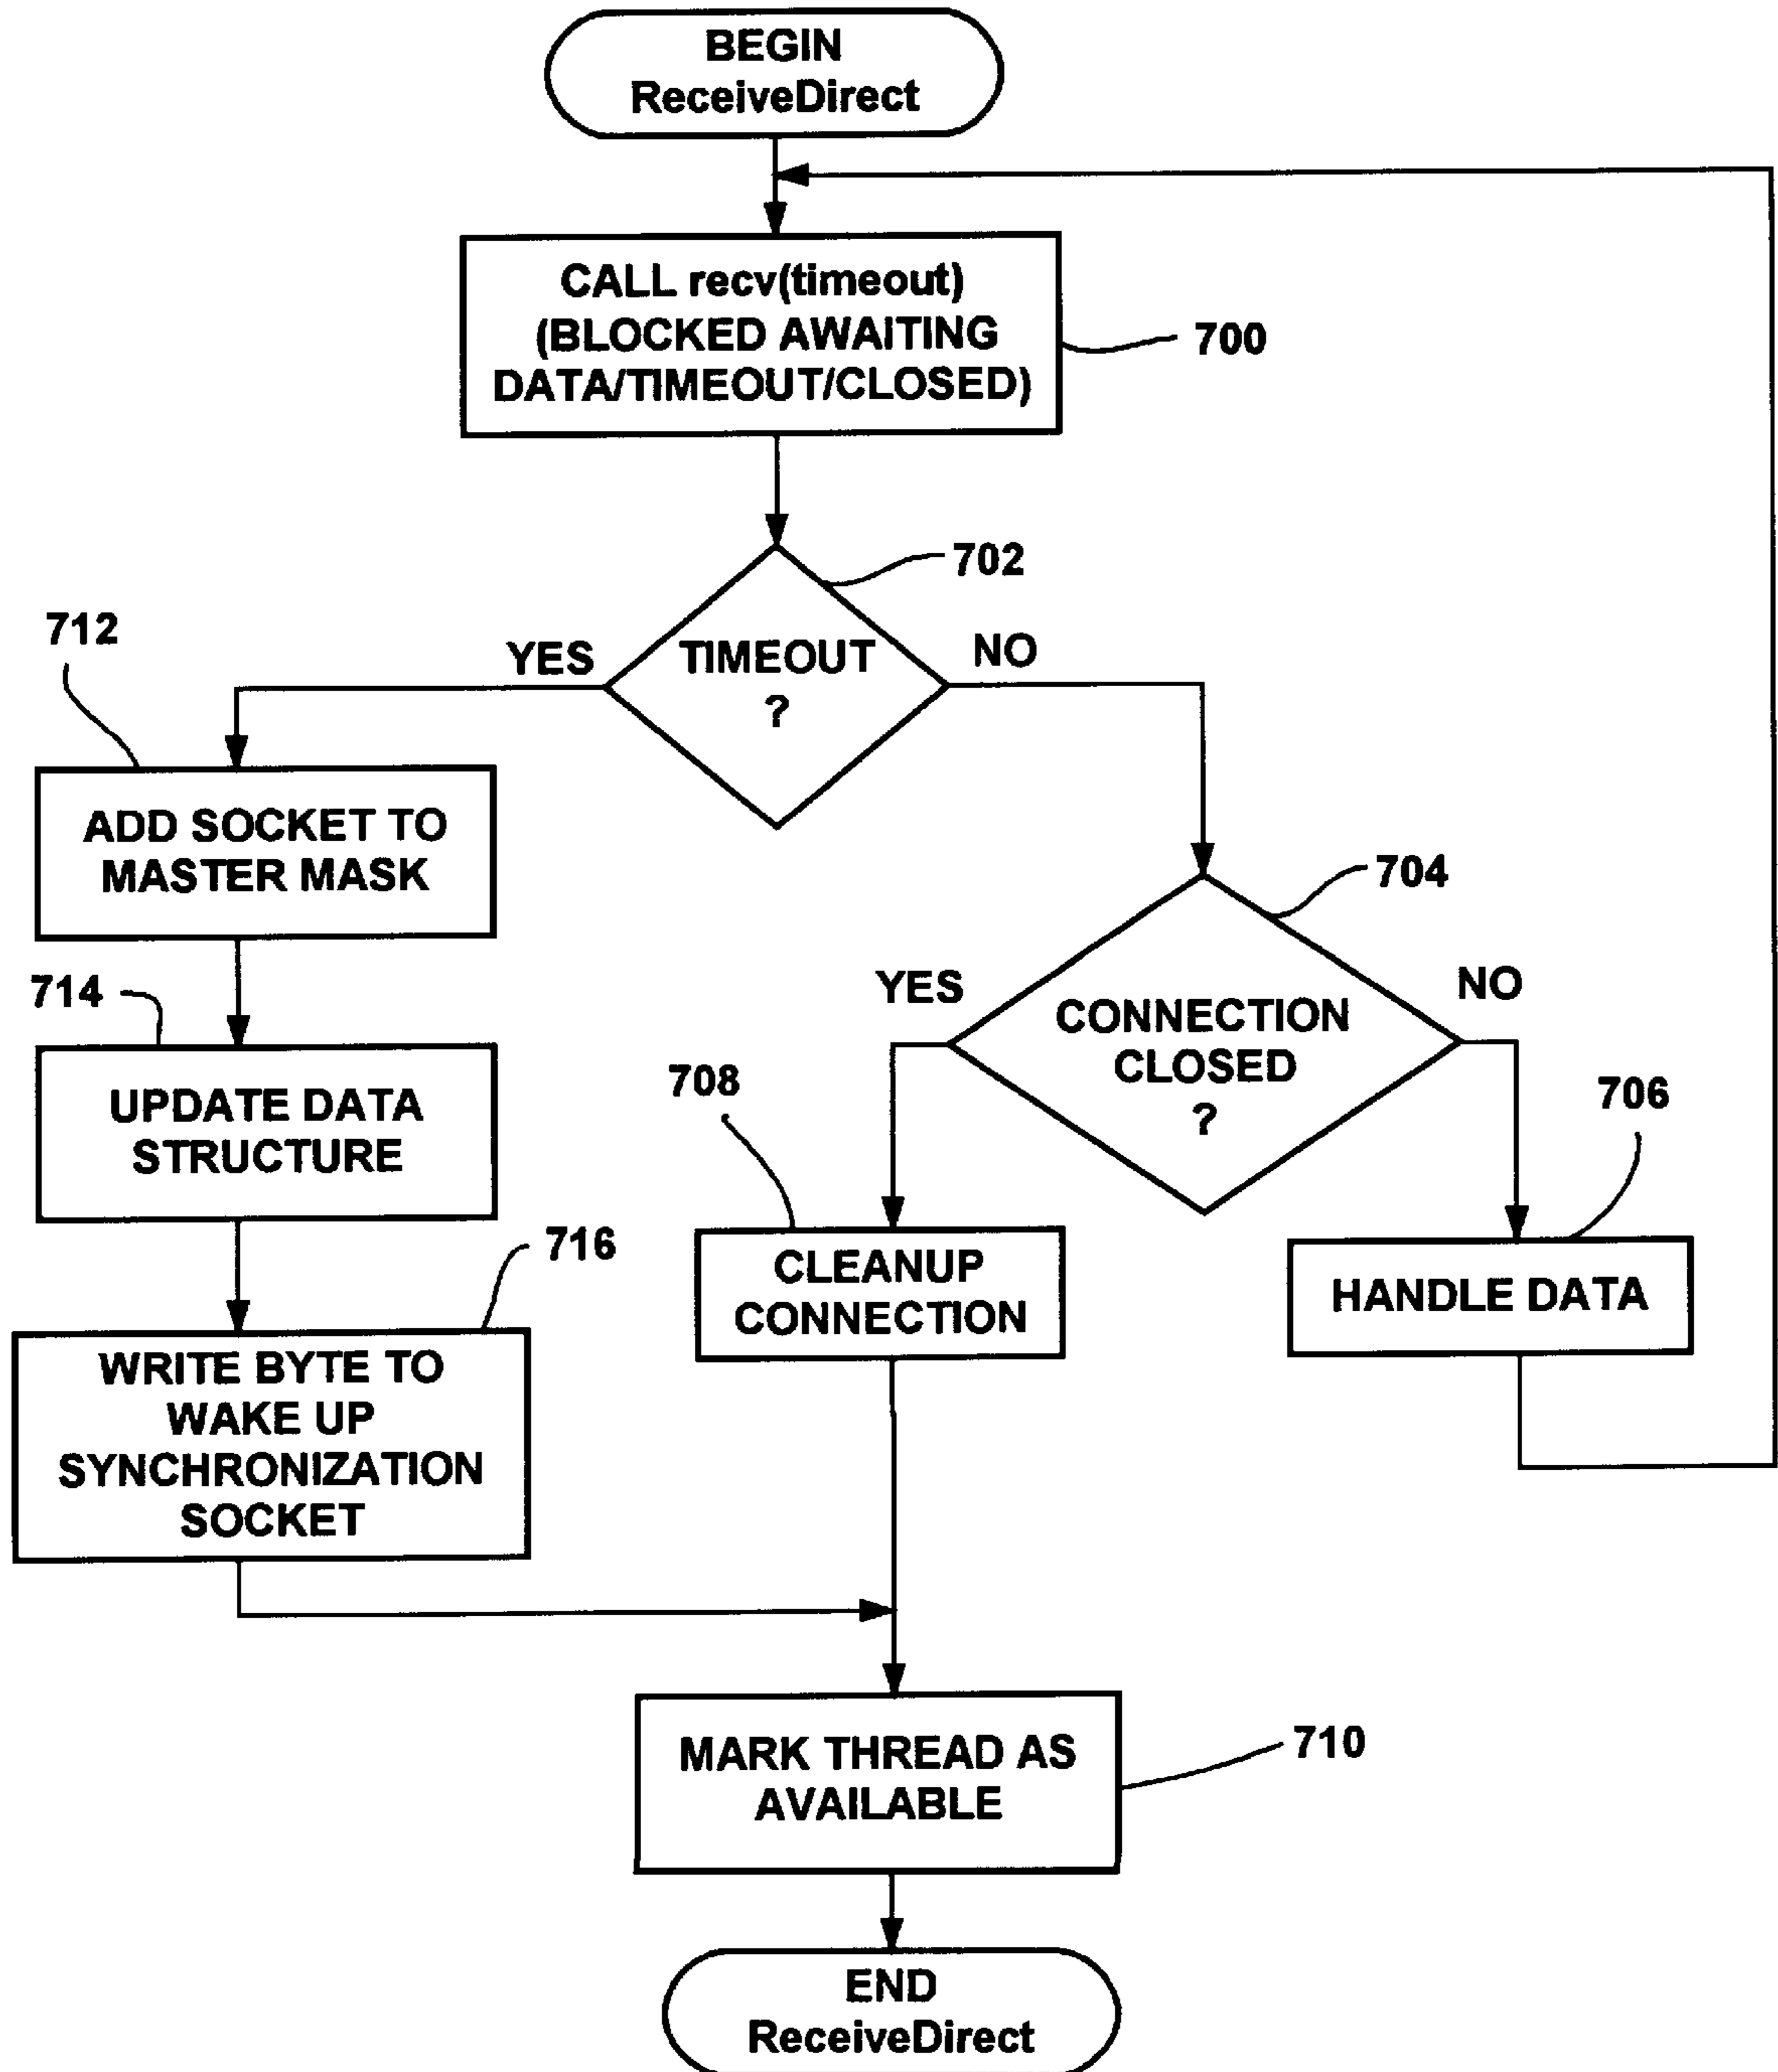 BEGIN
ReceiveDirect
CALL recv(timeout)
(BLOCKED AWAITING
DATA/TIMEOUT/CLOSED)
700
702
712
YES
TIMEOUT
?
NO
ADD SOCKET TO
MASTER MASK
704
714
YES
CONNECTION
CLOSED
?
NO
UPDATE DATA
STRUCTURE
708
706
716
CLEANUP
CONNECTION
HANDLE DATA
WRITE BYTE TO
WAKE UP
SYNCHRONIZATION
SOCKET
MARK THREAD AS
AVAILABLE
710
END
ReceiveDirect